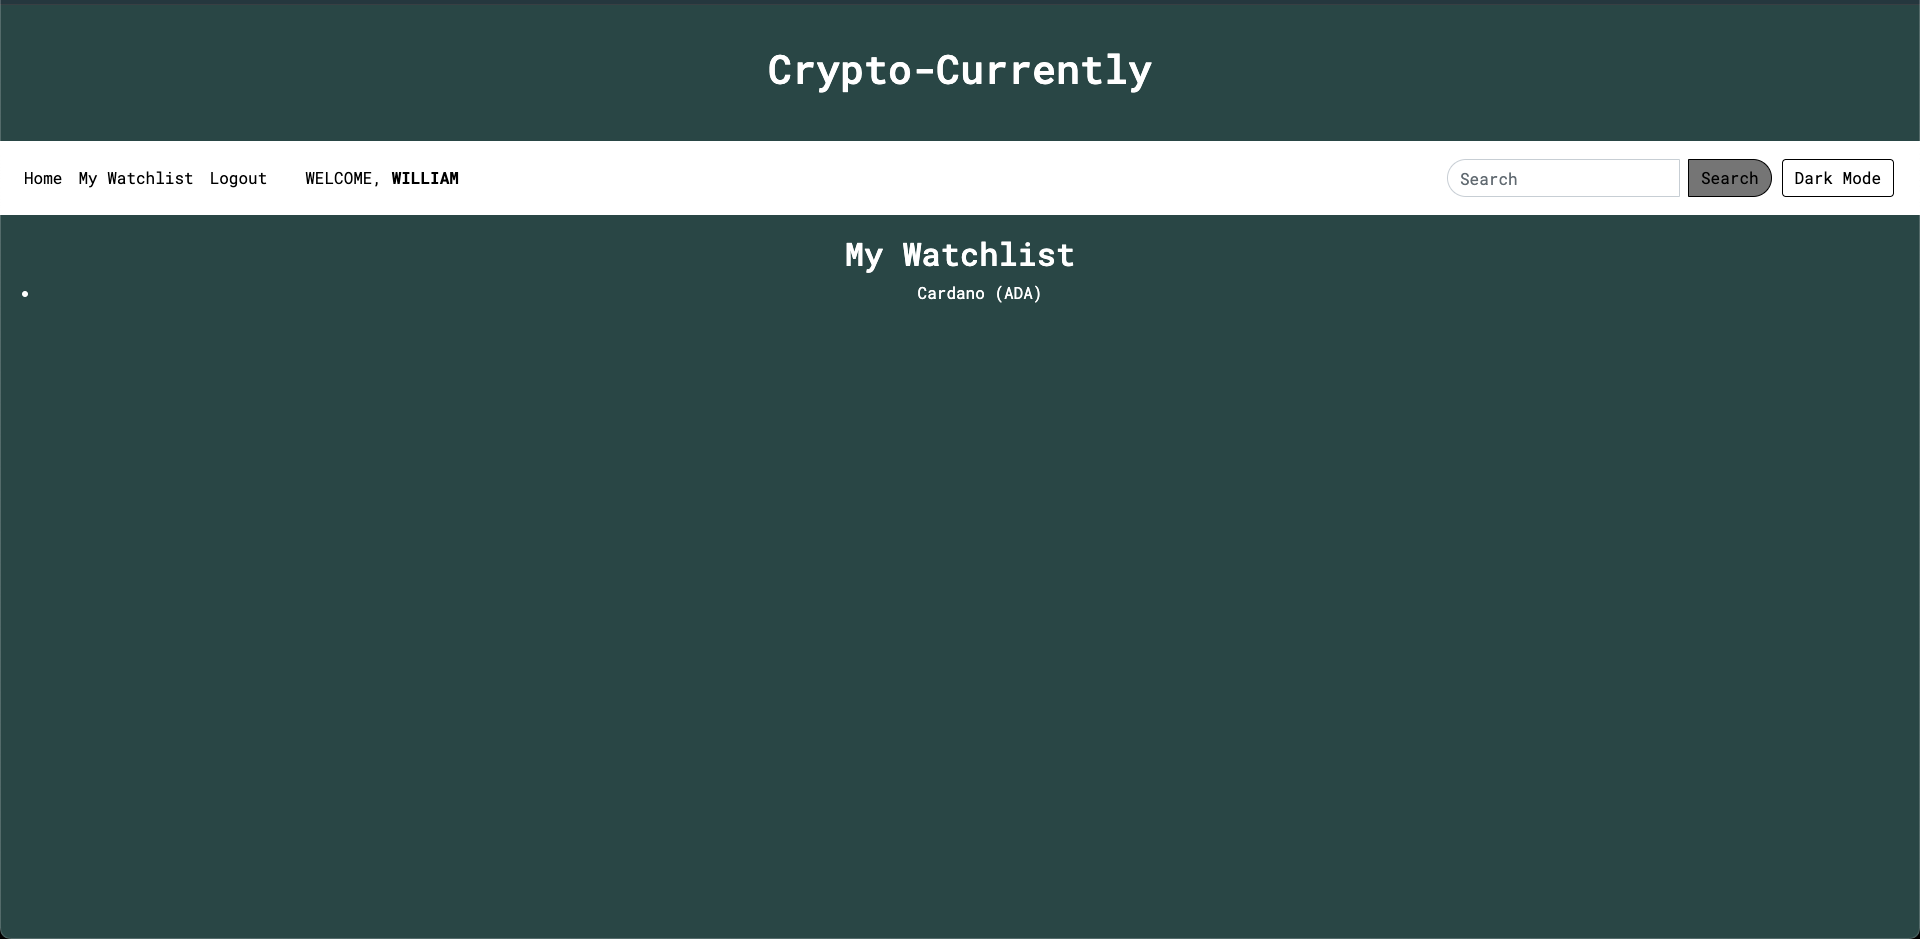 Crypto-Currently
Home My Watchlist Logout WELCOME, WILLIAM Search Search Dark Mode
My Watchlist
• Cardano (ADA)